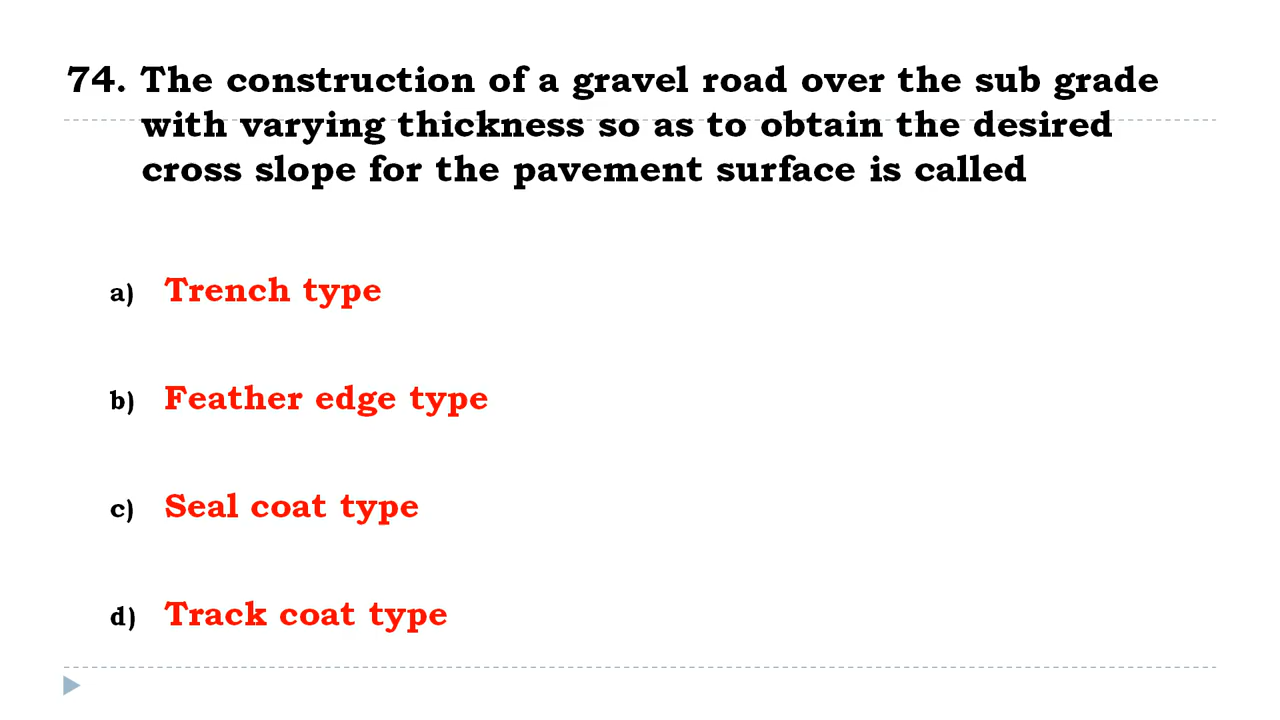 74. The construction of a gravel road over the sub grade
with varying thickness so as to obtain the desired
cross slope for the pavement surface is called
a) Trench type
b) Feather edge type
c) Seal coat type
d) Track coat type